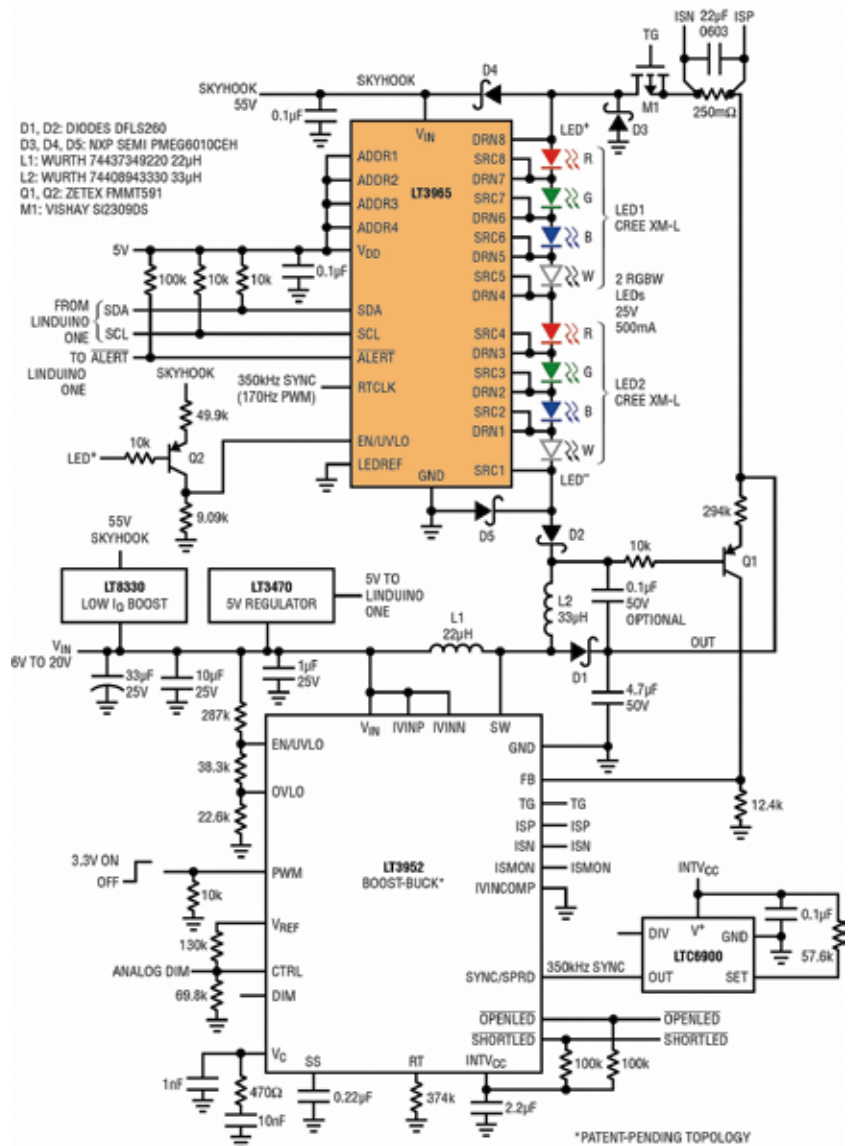 ISN
22µF
0603
ISP
TG
SKYHOOK
55V
SKYHOOK
D4
M1
250mΩ
0.1µF
D3
D1, D2: DIODES DFLS260
D3, D4, D5: NXP SEMI PMEG6010CEH
L1: WURTH 74437349220 22µH
L2: WURTH 74408943330 33µH
Q1, Q2: ZETEX FMMT591
M1: VISHAY Si2309DS
VIN
LT3965
ADDR1
ADDR2
ADDR3
ADDR4
VDD
SDA
SCL
ALERT
RTCLK
EN/UVLO
LEDREF
GND
DRN8
SRC8
DRN7
SRC7
DRN6
SRC6
DRN5
SRC5
DRN4
SRC4
DRN3
SRC3
DRN2
SRC2
DRN1
SRC1
LED+
R
G
B
W
LED1
CREE XM-L
2 RGBW
LEDs
25V
500mA
R
G
B
W
LED2
CREE XM-L
LED–
5V
100k
10k
10k
0.1µF
FROM
LINDUINO
ONE
SDA
SCL
TO ALERT
LINDUINO
ONE
SKYHOOK
350kHz SYNC
(170Hz PWM)
49.9k
10k
LED+
Q2
9.09k
D5
D2
294k
10k
Q1
55V
SKYHOOK
LT8330
LOW IQ BOOST
LT3470
5V REGULATOR
5V TO
LINDUINO
ONE
L2
33µH
0.1µF
50V
OPTIONAL
L1
22µH
OUT
D1
VIN
6V TO 20V
33µF
25V
10µF
25V
1µF
25V
4.7µF
50V
287k
38.3k
22.6k
VIN
IVINP
IVINN
SW
EN/UVLO
OVLO
PWM
VREF
CTRL
DIM
VC
SS
RT
INTVCC
LT3952
BOOST-BUCK*
GND
FB
TG
ISP
ISN
ISMON
IVINCOMP
SYNC/SPRD
OPENLED
SHORTLED
TG
ISP
ISN
ISMON
12.4k
3.3V ON
OFF
10k
130k
ANALOG DIM
69.8k
INTVCC
0.1µF
DIV
V+
GND
LTC6900
OUT
SET
57.6k
350kHz SYNC
OPENLED
SHORTLED
100k
100k
1nF
470Ω
10nF
0.22µF
374k
2.2µF
*PATENT-PENDING TOPOLOGY